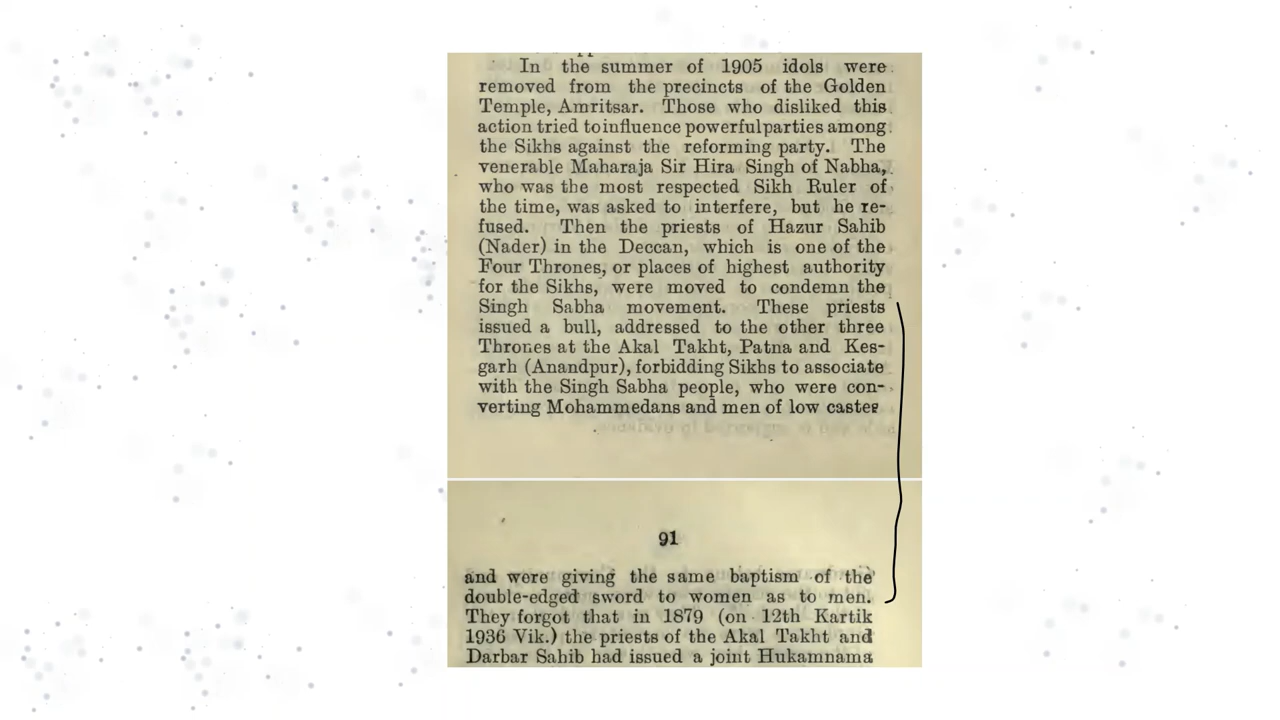 In the summer of 1905 idols were
removed from the precincts of the Golden
Temple, Amritsar. Those who disliked this
action tried to influence powerful parties among
the Sikhs against the reforming party. The
venerable Maharaja Sir Hira Singh of Nabha,
who was the most respected Sikh Ruler of
the time, was asked to interfere, but he re-
fused. Then the priests of Hazur Sahib
(Nader) in the Deccan, which is one of the
Four Thrones, or places of highest authority
for the Sikhs, were moved to condemn the
Singh Sabha movement. These priests
issued a bull, addressed to the other three
Thrones at the Akal Takht, Patna and Kes-
garh (Anandpur), forbidding Sikhs to associate
with the Singh Sabha people, who were con-
verting Mohammedans and men of low castes
91
and were giving the same baptism of the
double-edged sword to women as to men.
They forgot that in 1879 (on 12th Kartik
1936 Vik.) the priests of the Akal Takht and
Darbar Sahib had issued a joint Hukamnama